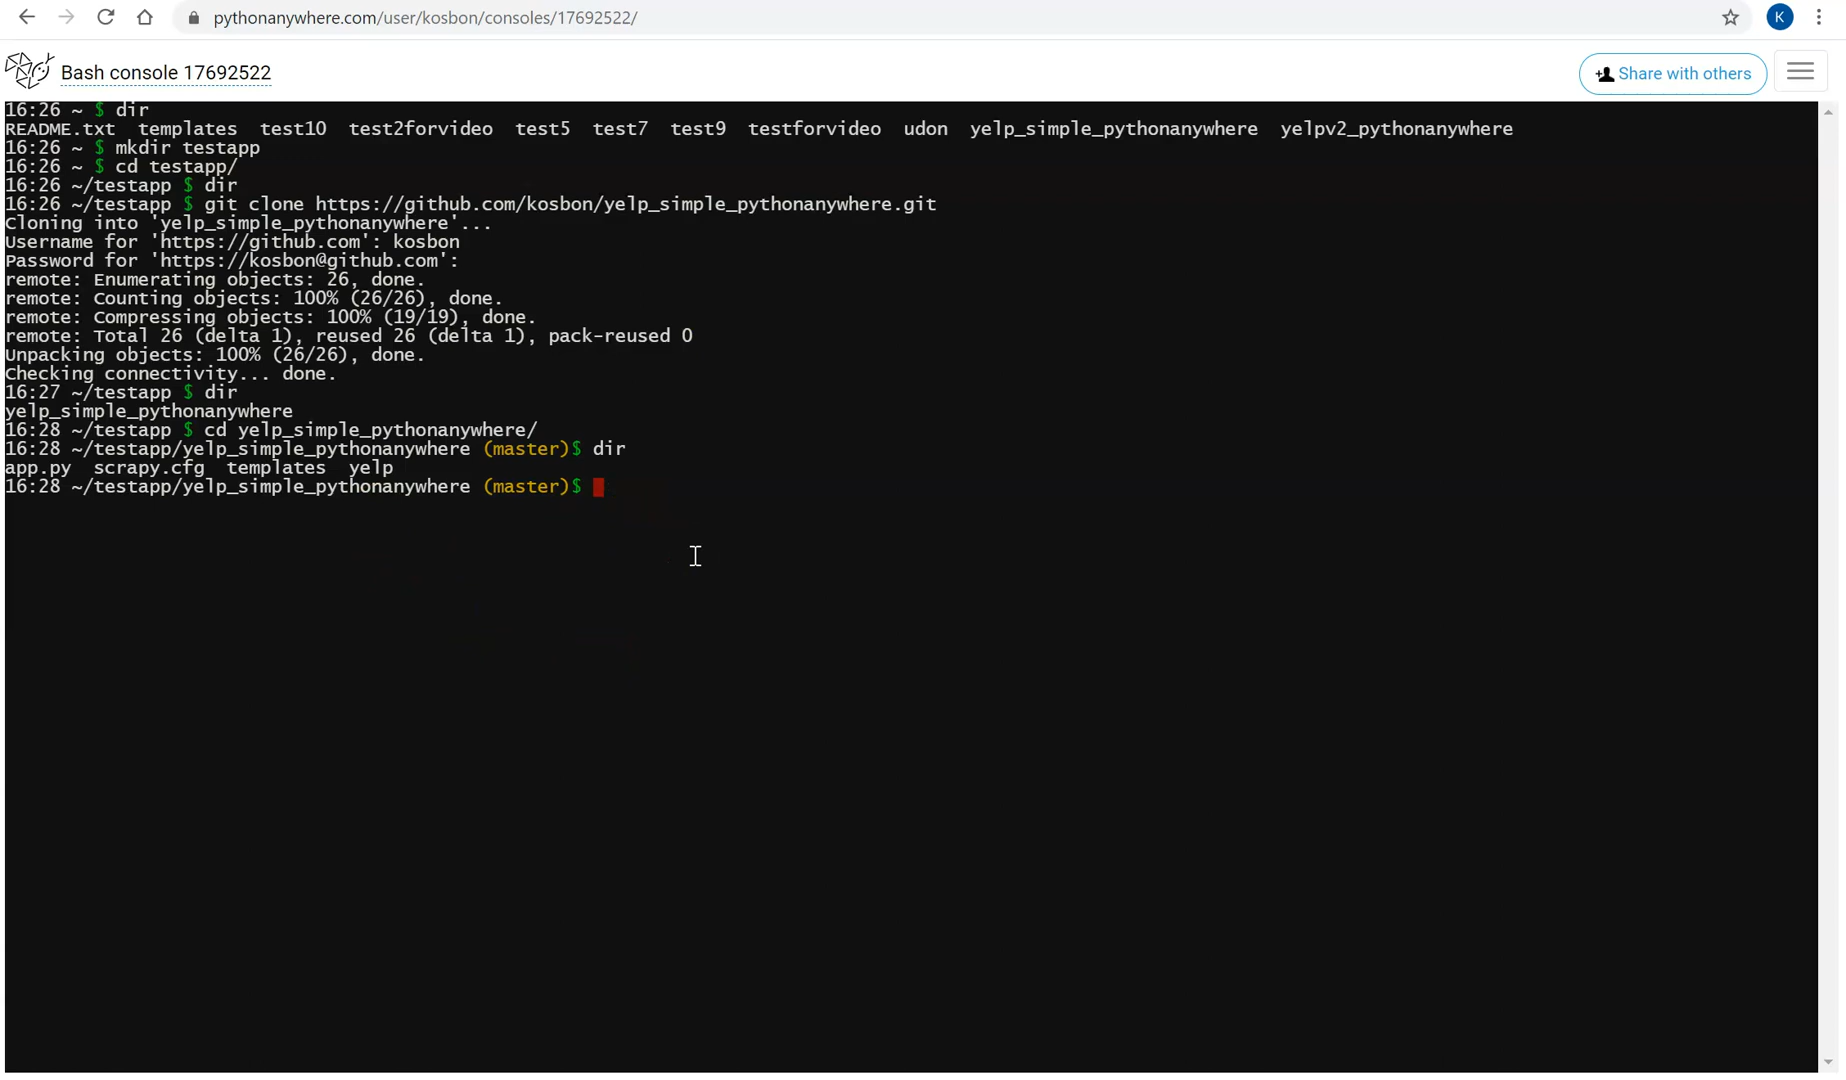 pythonanywhere.com/user/kosbon/consoles/17692522/
K
Bash console 17692522
Share with others
16:26 ~ $ dir
README.txt  templates  test10  test2forvideo  test5  test7  test9  testforvideo  udon  yelp_simple_pythonanywhere  yelpv2_pythonanywhere
16:26 ~ $ mkdir testapp
16:26 ~ $ cd testapp/
16:26 ~/testapp $ dir
16:26 ~/testapp $ git clone https://github.com/kosbon/yelp_simple_pythonanywhere.git
Cloning into 'yelp_simple_pythonanywhere'...
Username for 'https://github.com': kosbon
Password for 'https://kosbon@github.com':
remote: Enumerating objects: 26, done.
remote: Counting objects: 100% (26/26), done.
remote: Compressing objects: 100% (19/19), done.
remote: Total 26 (delta 1), reused 26 (delta 1), pack-reused 0
Unpacking objects: 100% (26/26), done.
Checking connectivity... done.
16:27 ~/testapp $ dir
yelp_simple_pythonanywhere
16:28 ~/testapp $ cd yelp_simple_pythonanywhere/
16:28 ~/testapp/yelp_simple_pythonanywhere (master)$ dir
app.py  scrapy.cfg  templates  yelp
16:28 ~/testapp/yelp_simple_pythonanywhere (master)$